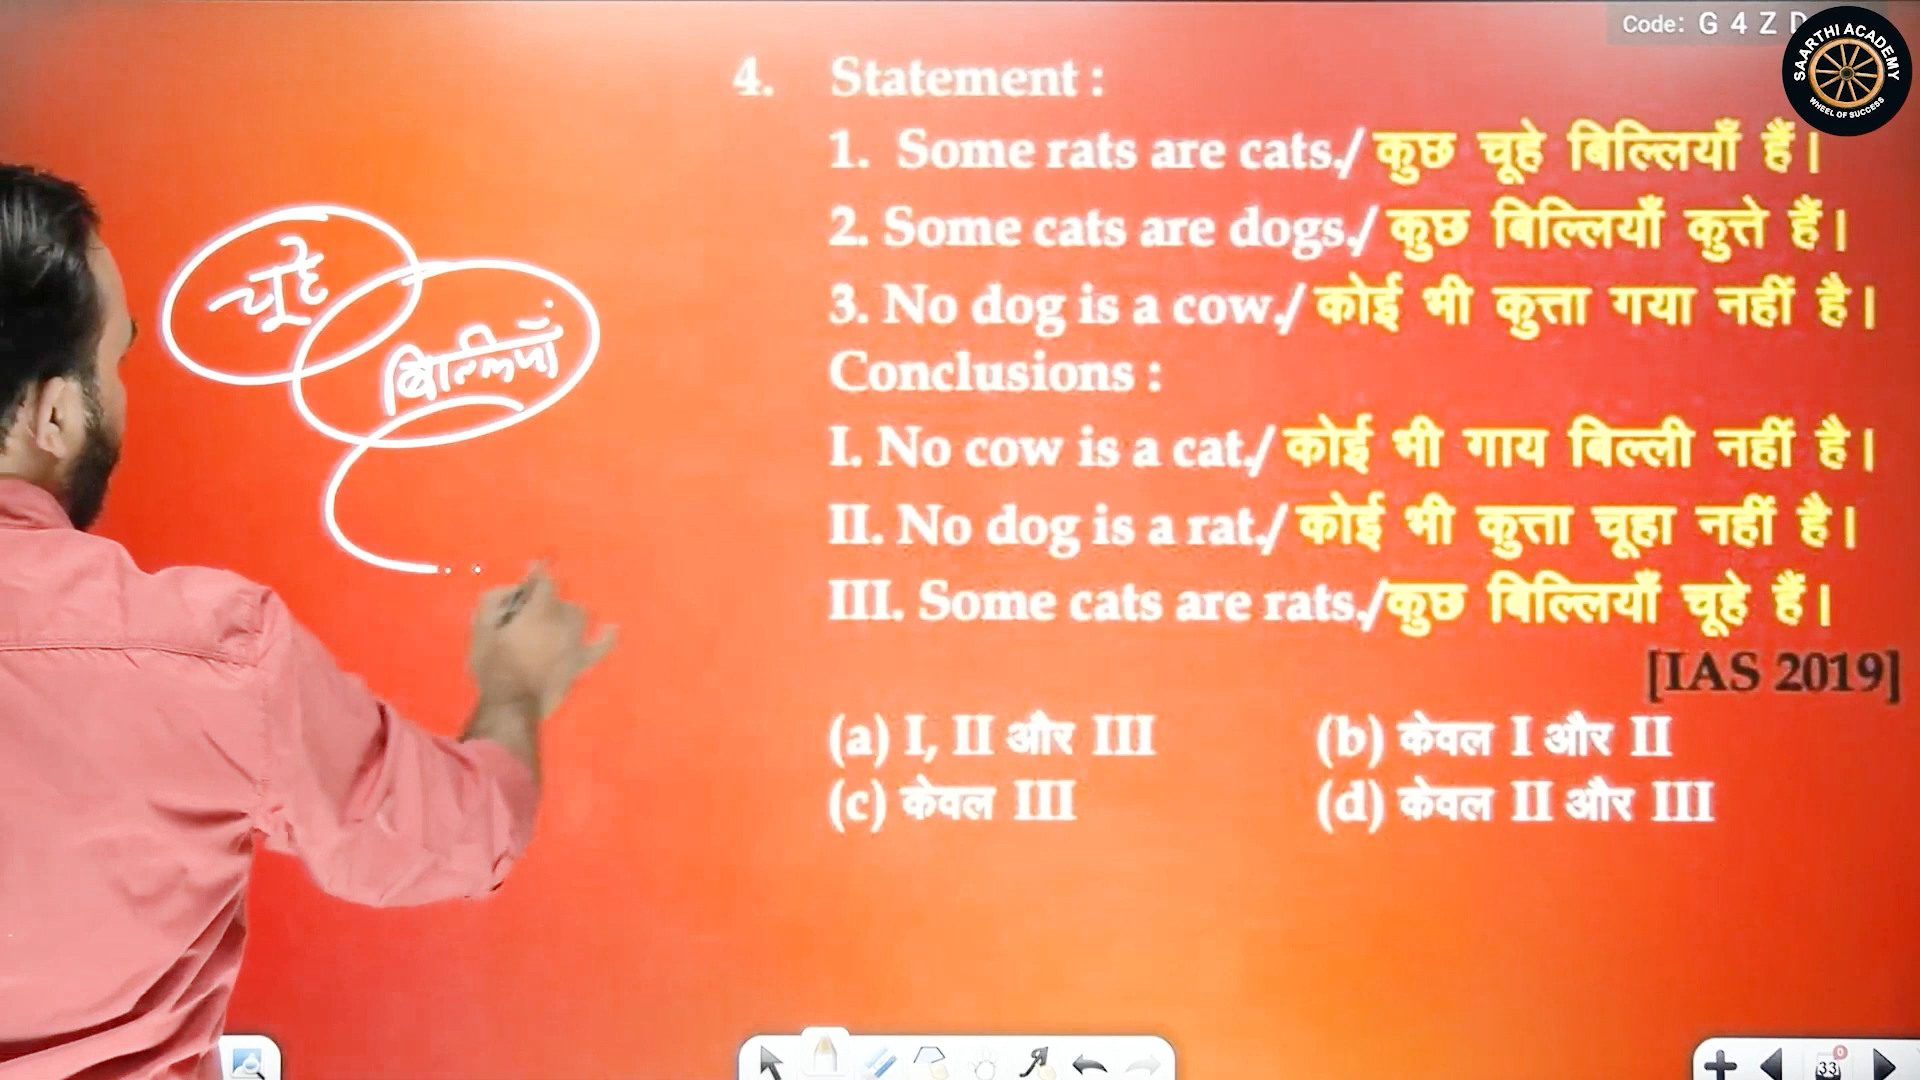 Code: G 4 Z D
SAARTHI ACADEMY
WHEEL OF SUCCESS
4. Statement :
1. Some rats are cats./ कुछ चूहे बिल्लियाँ हैं।
2. Some cats are dogs./ कुछ बिल्लियाँ कुत्ते हैं।
3. No dog is a cow./ कोई भी कुत्ता गया नहीं है।
Conclusions :
I. No cow is a cat./ कोई भी गाय बिल्ली नहीं है।
II. No dog is a rat./ कोई भी कुत्ता चूहा नहीं है।
III. Some cats are rats./कुछ बिल्लियाँ चूहे हैं।
[IAS 2019]
(a) I, II और III (b) केवल I और II
(c) केवल III (d) केवल II और III
चूहे
बिल्लियाँ
33
0